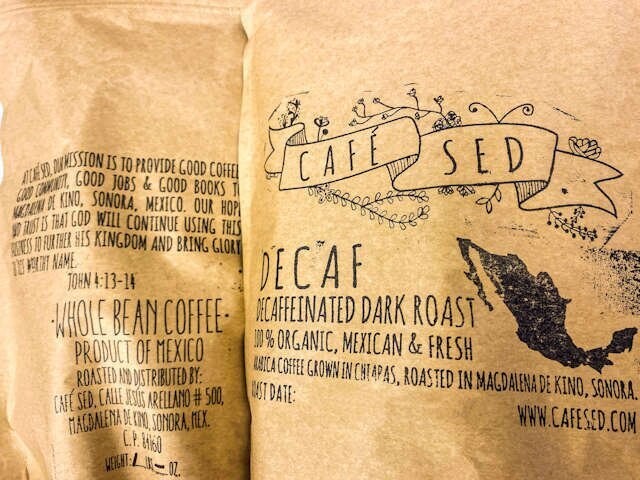 AT CAFÉ SED, OUR MISSION IS TO PROVIDE GOOD COFFEE,
GOOD COMMUNITY, GOOD JOBS & GOOD BOOKS
MAGDALENA DE KINO, SONORA, MEXICO. OUR HOPE
AND TRUST IS THAT GOD WILL CONTINUE USING THIS
BUSINESS TO FURTHER HIS KINGDOM AND BRING GLORY
TO HIS WORTHY NAME.
JOHN 4:13-14
·WHOLE BEAN COFFEE·
PRODUCT OF MEXICO
ROASTED AND DISTRIBUTED BY:
CAFÉ SED, CALLE JESÚS ARELLANO # 500,
MAGDALENA DE KINO, SONORA, MEX.
C.P. 84160
WEIGHT: 1 LBS — OZ.
CAFÉ SED
DECAF
DECAFFEINATED DARK ROAST
100 % ORGANIC, MEXICAN & FRESH
ARABICA COFFEE GROWN IN CHIAPAS, ROASTED IN MAGDALENA DE KINO, SONORA.
ROAST DATE:
WWW.CAFESED.COM